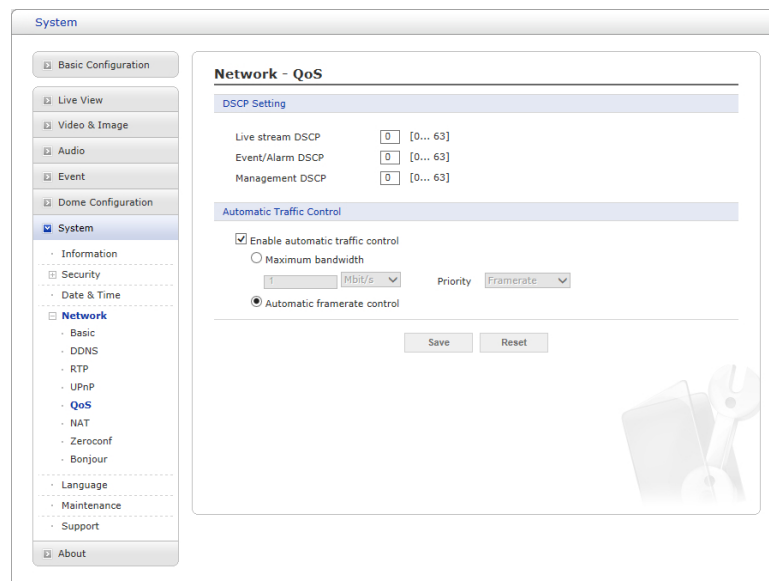 System
Basic Configuration
Live View
Video & Image
Audio
Event
Dome Configuration
System
Information
Security
Date & Time
Network
Basic
DDNS
RTP
UPnP
QoS
NAT
Zeroconf
Bonjour
Language
Maintenance
Support
About
Network - QoS
DSCP Setting
Live stream DSCP 0 [0... 63]
Event/Alarm DSCP 0 [0... 63]
Management DSCP 0 [0... 63]
Automatic Traffic Control
Enable automatic traffic control
Maximum bandwidth
1 Mbit/s Priority Framerate
Automatic framerate control
Save Reset